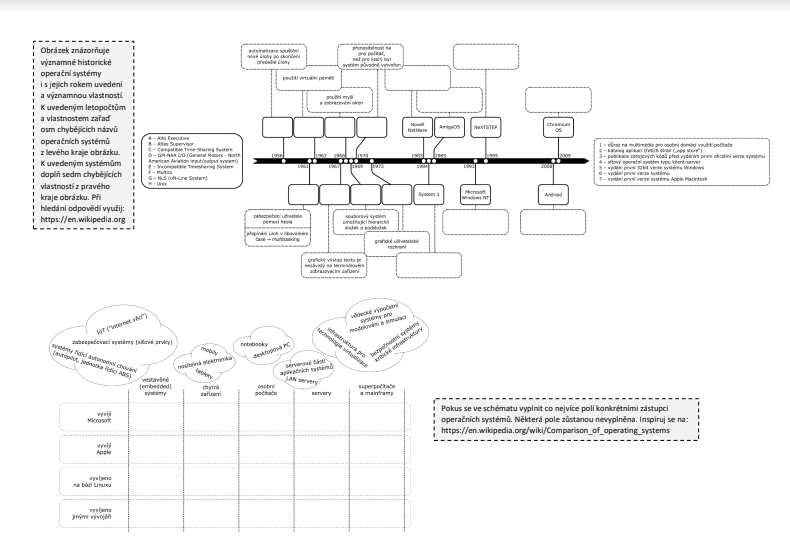 Obrázek znázorňuje
významné historické
operační systémy
i s jejich rokem uvedení
a významnou vlastností.
K uvedeným letopočtům
a vlastnostem zařaď
osm chybějících názvů
operačních systémů
z levého kraje obrázku.
K uvedeným systémům
doplň sedm chybějících
vlastností z pravého
kraje obrázku. Při
hledání odpovědí využij:
https://en.wikipedia.org
A – Alto Executive
B – Atlas Supervisor
C – Compatible Time-Sharing System
D – GM-NAA I/O (General Motors - North
American Aviation input/output system)
E – Incompatible Timesharing System
F – Multics
G – NLS (oN-Line System)
H – Unix
automatizace spuštění
nové úlohy po skončení
předešlé úlohy
přenositelnost na
jiný počítač,
než pro který byl
systém původně vytvořen
použití virtuální paměti
použití myši
a zobrazování oken
Novell
NetWare
AmigaOS
NeXTSTEP
Chromium
OS
1956
1962
1968
1970
1983
1985
1995
2009
1961
1967
1969
1973
1984
1993
2008
System 1
Microsoft
Windows NT
Android
zabezpečení uživatele
pomocí hesla
přepínání úloh v libovolném
čase → multitasking
souborový systém
umožňující hierarchii
složek a podsložek
grafické uživatelské
rozhraní
grafický výstup textu je
nezávislý na terminálovém
zobrazovacím zařízení
1 – důraz na multimédia pro osobní domácí využití počítače
2 – katalog aplikací třetích stran („app store")
3 – publikace zdrojových kódů před vydáním první oficiální verze systému
4 – síťový operační systém typu klient-server
5 – vydání první 32bit verze systému Windows
6 – vydání první verze systému
7 – vydání první verze systému Apple Macintosh
IoT ("internet věcí")
zabezpečovací systémy (síťové prvky)
systémy řídící autonomní chování
(autopilot, jednotka řídící ABS)
mobily
nositelná elektronika
tablety
notebooky
desktopová PC
serverové části
aplikačních systémů
LAN servery
vědecké výpočetní
systémy pro
modelování a simulaci
infrastruktura pro
technologie virtualizace
bezpečnostní systémy
kritické infrastruktury
vestavěné
(embedded)
systémy
chytrá
zařízení
osobní
počítače
servery
superpočítače
a mainframy
vyvíjí
Microsoft
vyvíjí
Apple
vyvíjeno
na bázi Linuxu
vyvíjeno
jinými vývojáři
Pokus se ve schématu vyplnit co nejvíce polí konkrétními zástupci
operačních systémů. Některá pole zůstanou nevyplněna. Inspiruj se na:
https://en.wikipedia.org/wiki/Comparison_of_operating_systems